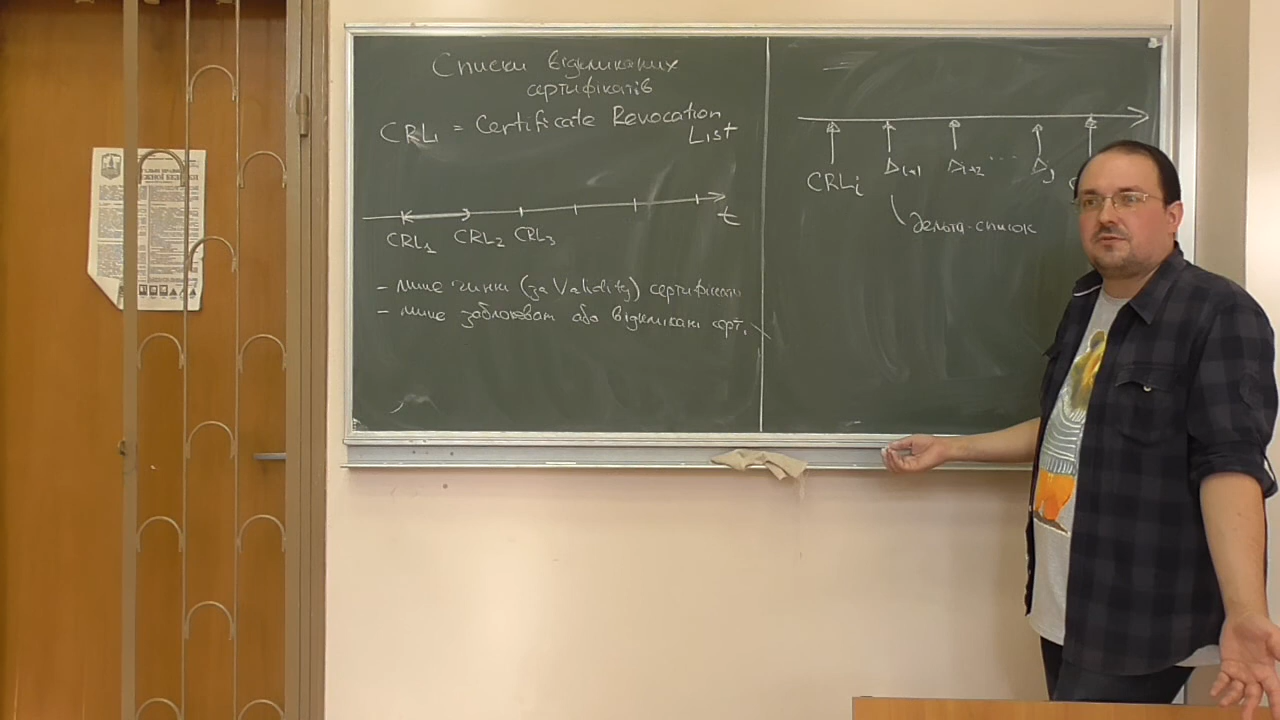 Списки відкликаних
сертифікатів
CRL = Certificate Revocation
List
t
CRL₁ CRL₂ CRL₃
- лише чинні (за Validity) сертифікати
- лише заблоковані або відкликані серт.
CRLi Δi+1 Δi+2 ... Δj
дельта-список